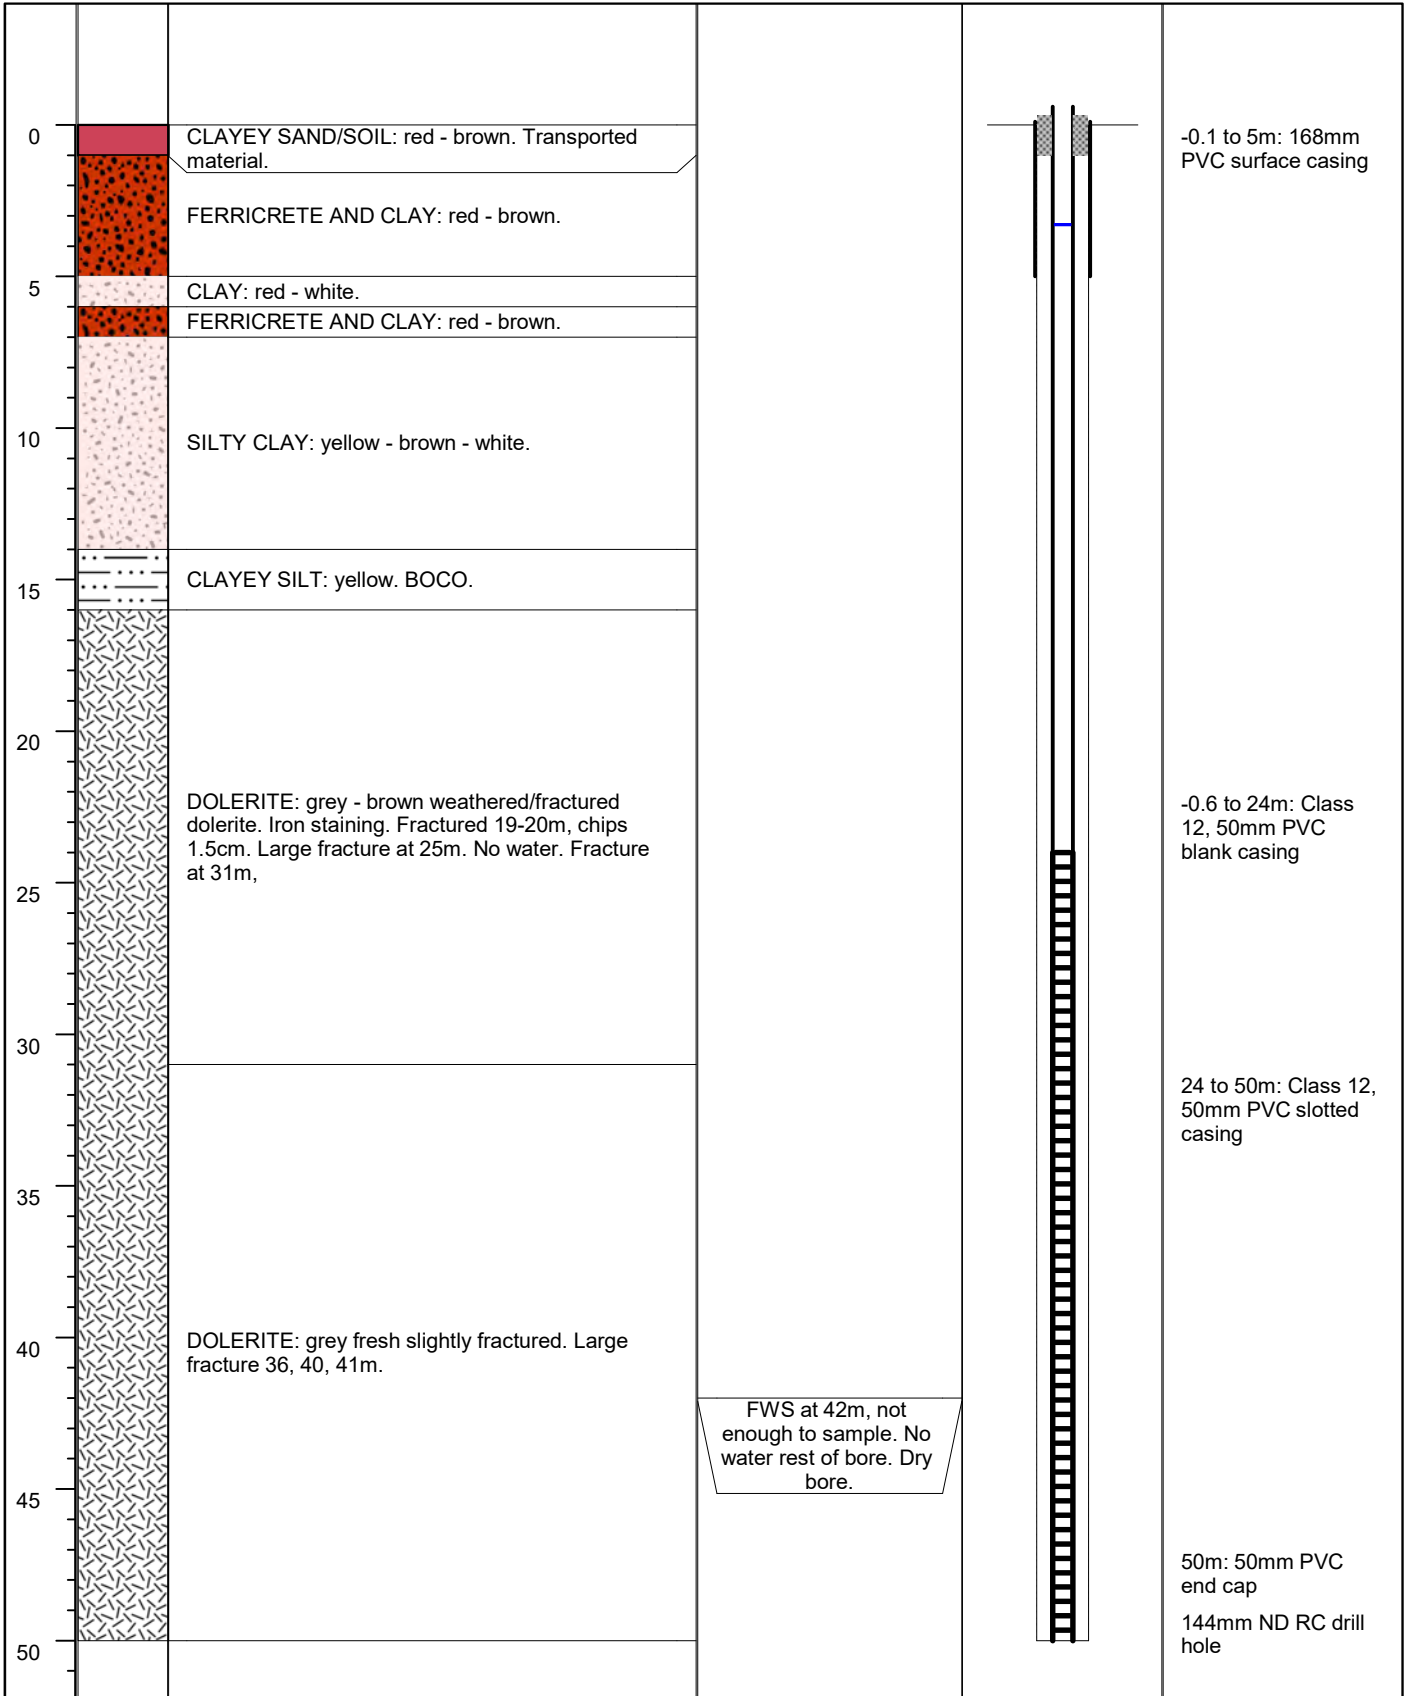 0
CLAYEY SAND/SOIL: red - brown. Transported
material.
-0.1 to 5m: 168mm
PVC surface casing
FERRICRETE AND CLAY: red - brown.
5
CLAY: red - white.
FERRICRETE AND CLAY: red - brown.
10
SILTY CLAY: yellow - brown - white.
15
CLAYEY SILT: yellow. BOCO.
20
DOLERITE: grey - brown weathered/fractured
dolerite. Iron staining. Fractured 19-20m, chips
1.5cm. Large fracture at 25m. No water. Fracture
at 31m,
-0.6 to 24m: Class
12, 50mm PVC
blank casing
25
30
24 to 50m: Class 12,
50mm PVC slotted
casing
35
40
DOLERITE: grey fresh slightly fractured. Large
fracture 36, 40, 41m.
FWS at 42m, not
enough to sample. No
water rest of bore. Dry
bore.
45
50m: 50mm PVC
end cap
144mm ND RC drill
hole
50